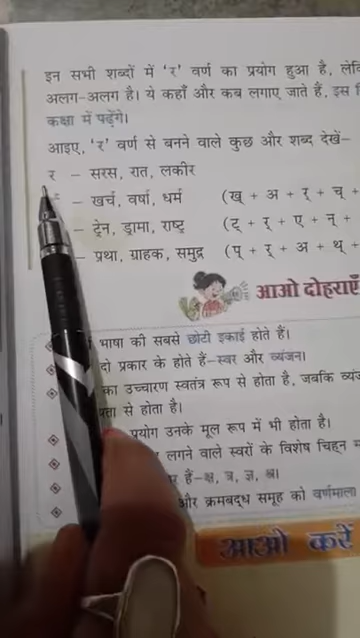 इन सभी शब्दों में 'र' वर्ण का प्रयोग हुआ है,
अलग-अलग है। ये कहाँ और कब लगाए जाते हैं, इस
कक्षा में पढ़ेंगे।
आइए, 'र' वर्ण से बनने वाले कुछ और शब्द देखें–
र – सरस, रात, लकीर
– खर्च, वर्षा, धर्म (ख् + अ + र् + च् +
– ट्रेन, ड्रामा, राष्ट्र (ट् + र् + ए + न् +
– प्रथा, ग्राहक, समुद्र (प् + र् + अ + थ् +
आओ दोहराएँ
भाषा की सबसे छोटी इकाई होते हैं।
दो प्रकार के होते हैं–स्वर और व्यंजन।
का उच्चारण स्वतंत्र रूप से होता है, जबकि
से होता है।
प्रयोग उनके मूल रूप में भी होता है।
लगने वाले स्वरों के विशेष चिह्न
हैं–क्ष, त्र, ज्ञ, श्र।
और क्रमबद्ध समूह को वर्णमाला
आओ करें